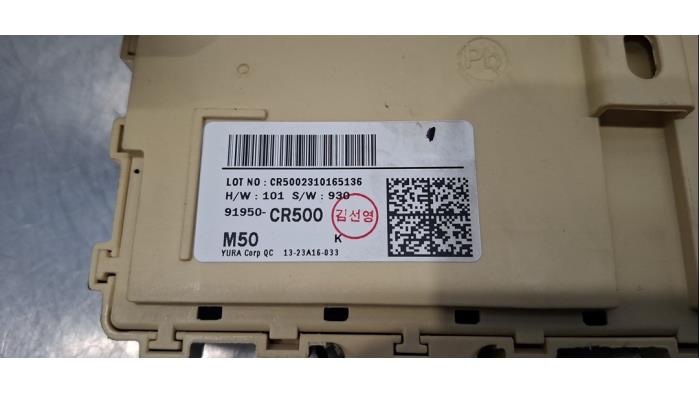 Pb
LOT NO : CR5002310165136
H/W : 101 S/W : 930
91950- CR500 김선영
M50 K
YURA Corp QC 13-23A16-033